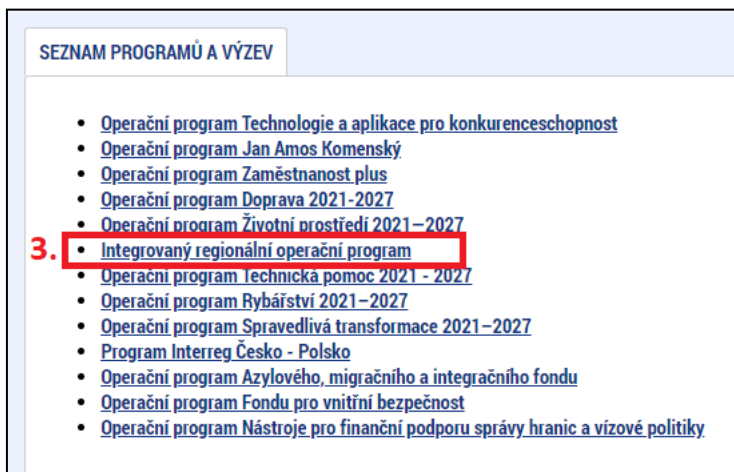 SEZNAM PROGRAMŮ A VÝZEV
Operační program Technologie a aplikace pro konkurenceschopnost
Operační program Jan Amos Komenský
Operační program Zaměstnanost plus
Operační program Doprava 2021-2027
Operační program Životní prostředí 2021–2027
3. Integrovaný regionální operační program
Operační program Technická pomoc 2021 - 2027
Operační program Rybářství 2021–2027
Operační program Spravedlivá transformace 2021–2027
Program Interreg Česko - Polsko
Operační program Azylového, migračního a integračního fondu
Operační program Fondu pro vnitřní bezpečnost
Operační program Nástroje pro finanční podporu správy hranic a vízové politiky